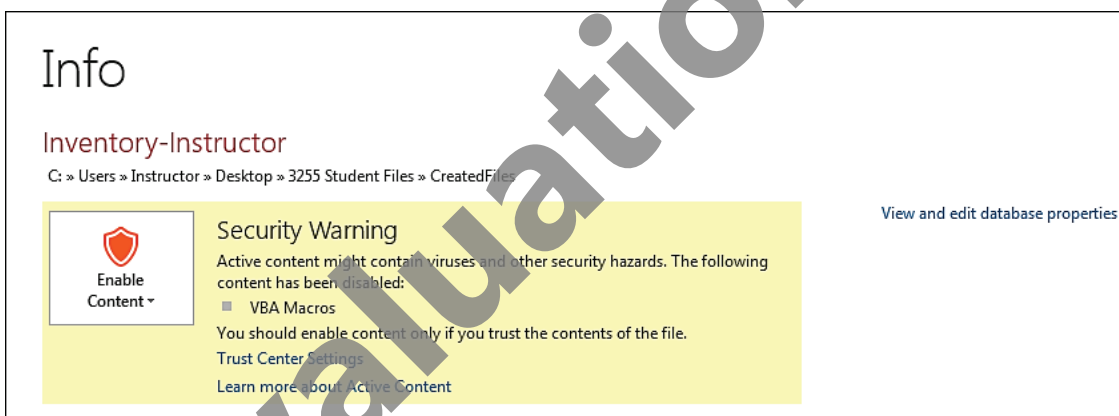 Info
Inventory-Instructor
C: » Users » Instructor » Desktop » 3255 Student Files » CreatedFiles
Enable
Content
Security Warning
Active content might contain viruses and other security hazards. The following
content has been disabled:
VBA Macros
You should enable content only if you trust the contents of the file.
Trust Center Settings
Learn more about Active Content
View and edit database properties
valuatio